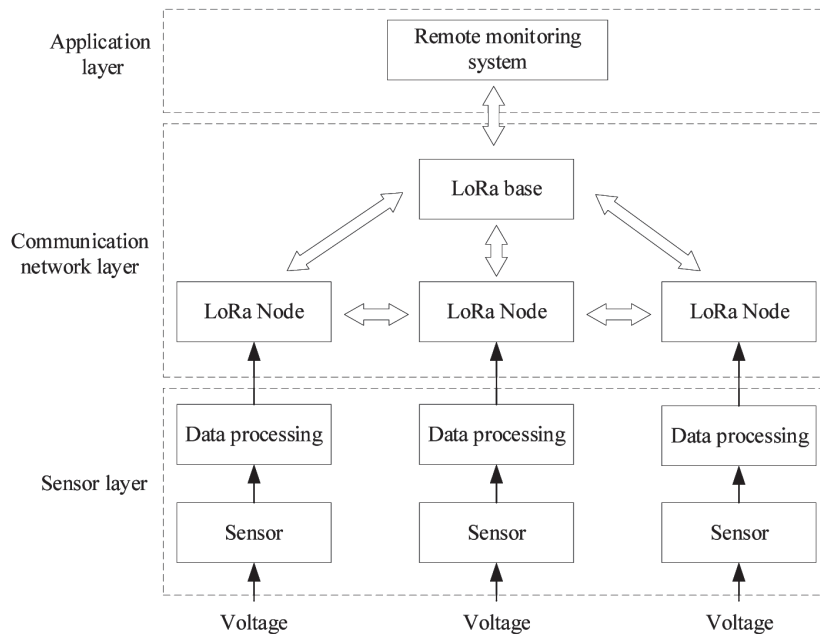 Application
layer
Remote monitoring
system
LoRa base
Communication
network layer
LoRa Node
LoRa Node
LoRa Node
Data processing
Data processing
Data processing
Sensor layer
Sensor
Sensor
Sensor
Voltage
Voltage
Voltage